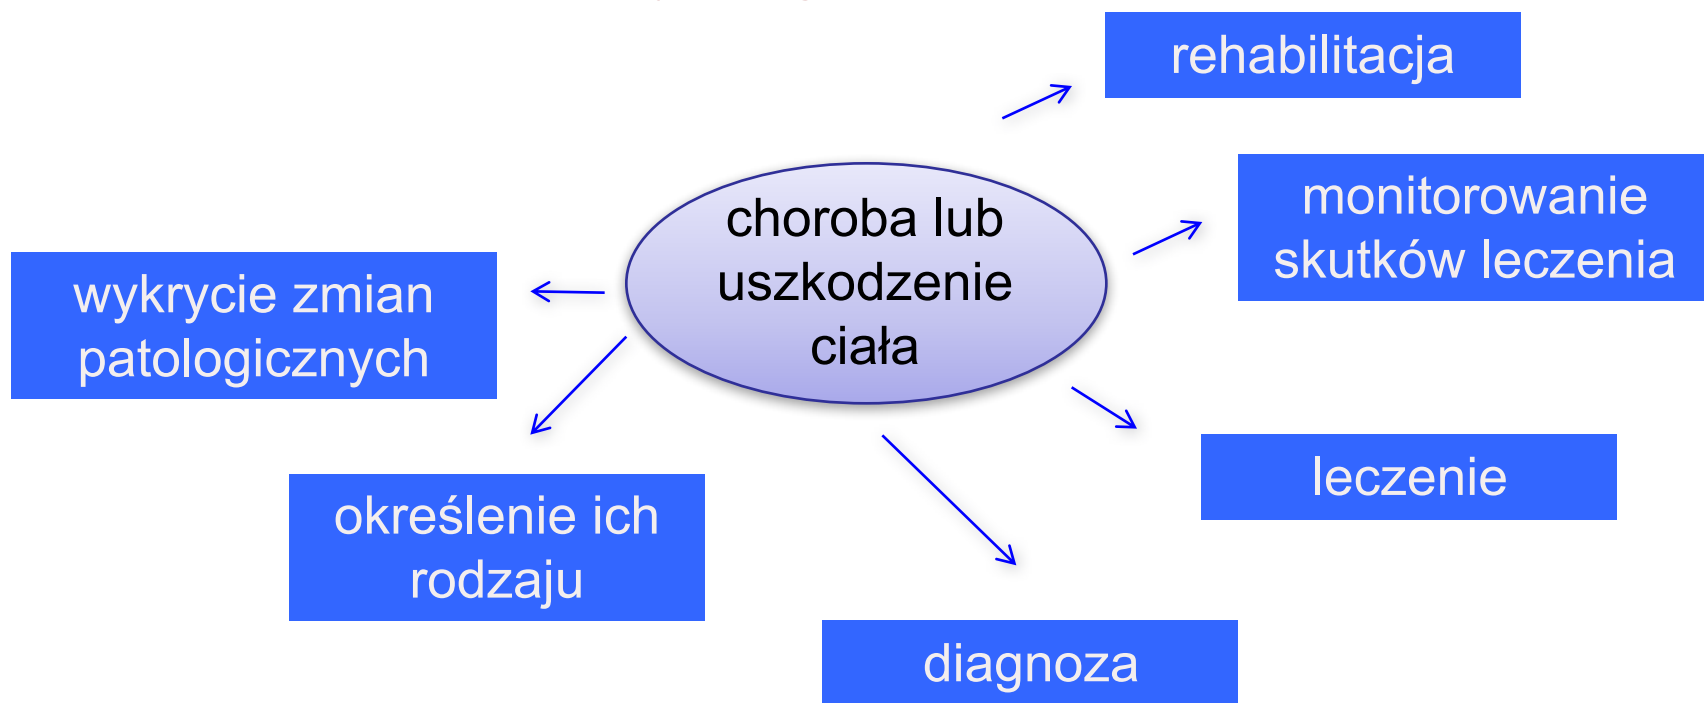 rehabilitacja
monitorowanie
skutków leczenia
choroba lub
uszkodzenie
ciała
wykrycie zmian
patologicznych
leczenie
określenie ich
rodzaju
diagnoza